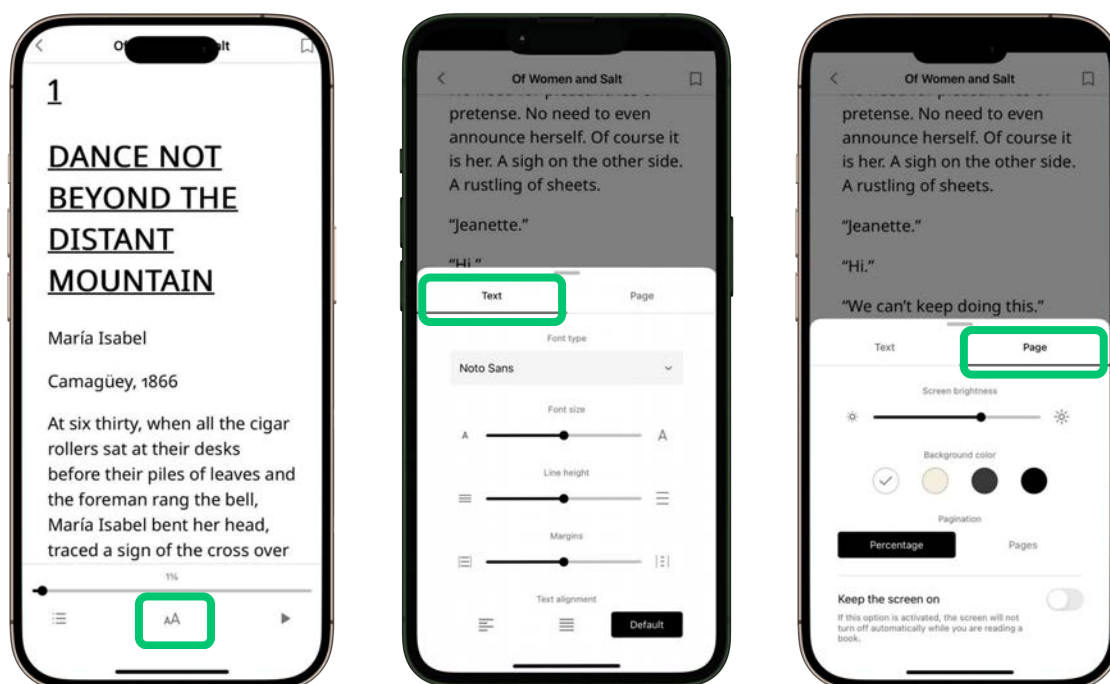 1
DANCE NOT
BEYOND THE
DISTANT
MOUNTAIN
María Isabel
Camagüey, 1866
At six thirty, when all the cigar
rollers sat at their desks
before their piles of leaves and
the foreman rang the bell,
María Isabel bent her head,
traced a sign of the cross over
1%
AA
Of Women and Salt
pretense. No need to even
announce herself. Of course it
is her. A sigh on the other side.
A rustling of sheets.
“Jeanette.”
“Hi.”
Text Page
Font type
Noto Sans
Font size
A A
Line height
Margins
Text alignment
Default
Of Women and Salt
pretense. No need to even
announce herself. Of course it
is her. A sigh on the other side.
A rustling of sheets.
“Jeanette.”
“Hi.”
“We can’t keep doing this.”
Text Page
Screen brightness
Background color
Pagination
Percentage Pages
Keep the screen on
If this option is activated, the screen will not
turn off automatically while you are reading a
book.